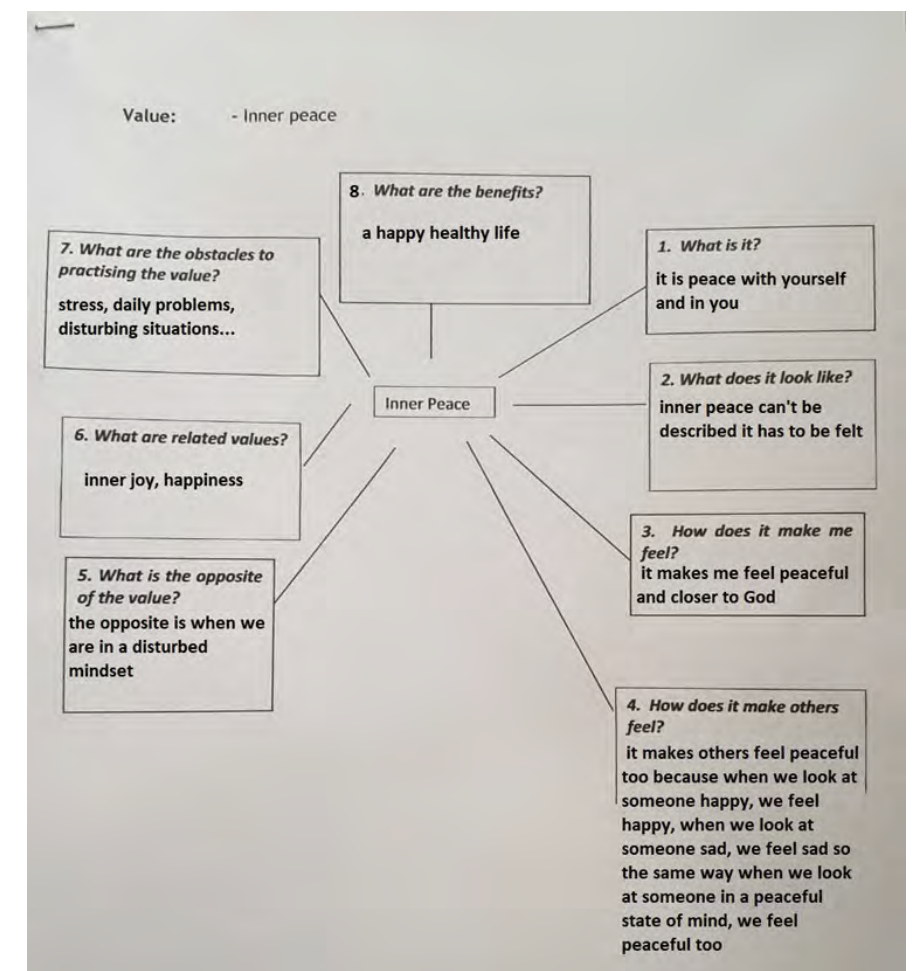 Value: - Inner peace
8. What are the benefits?
a happy healthy life
1. What is it?
it is peace with yourself
and in you
2. What does it look like?
inner peace can't be
described it has to be felt
3. How does it make me
feel?
it makes me feel peaceful
and closer to God
4. How does it make others
feel?
it makes others feel peaceful
too because when we look at
someone happy, we feel
happy, when we look at
someone sad, we feel sad so
the same way when we look
at someone in a peaceful
state of mind, we feel
peaceful too
5. What is the opposite
of the value?
the opposite is when we
are in a disturbed
mindset
6. What are related values?
inner joy, happiness
7. What are the obstacles to
practising the value?
stress, daily problems,
disturbing situations...
Inner Peace